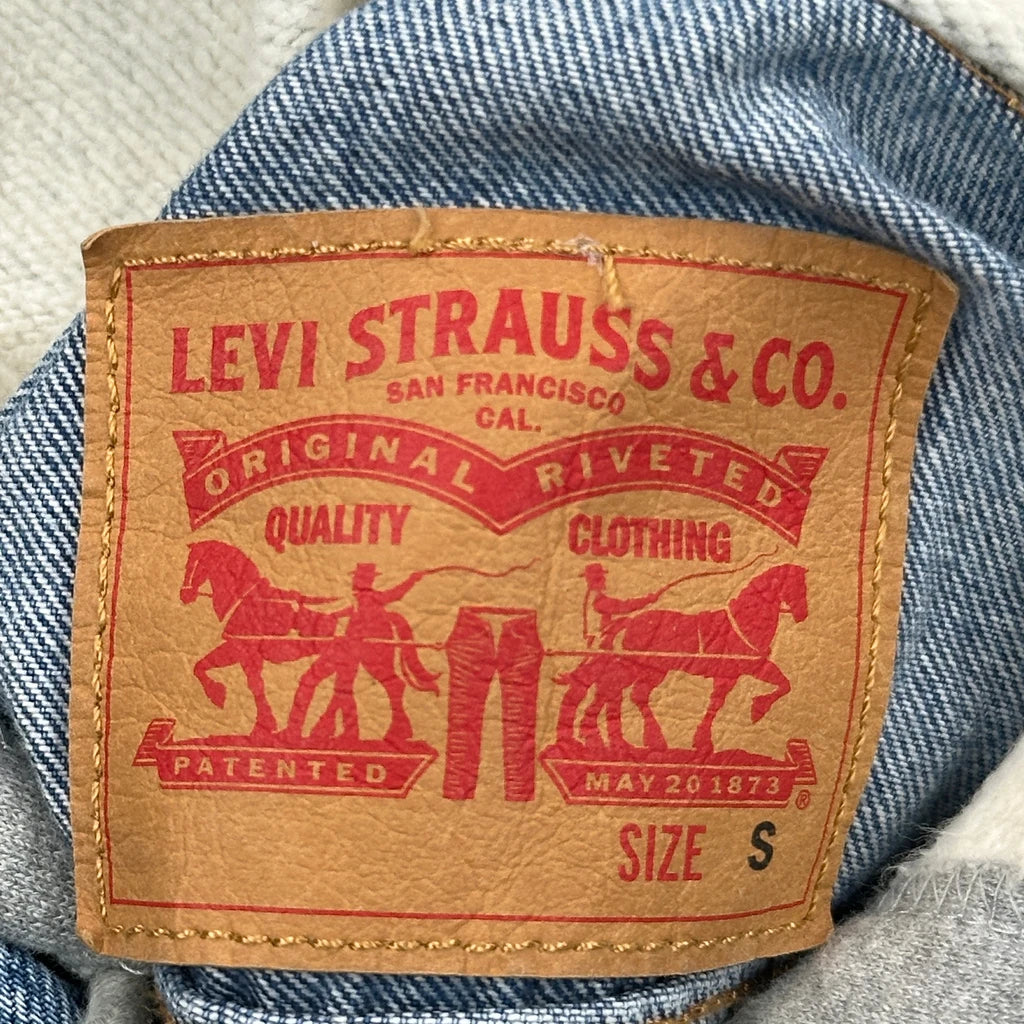 LEVI STRAUSS & CO.
SAN FRANCISCO
CAL.
ORIGINAL RIVETED
QUALITY CLOTHING
PATENTED MAY 20 1873
®
SIZE S